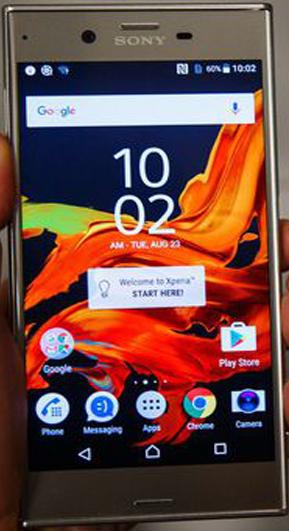 SONY
60% 10:02
Google
10
02
AM - TUE, AUG 23
Welcome to Xperia™
START HERE!
Google
Play Store
Phone
Messaging
Apps
Chrome
Camera